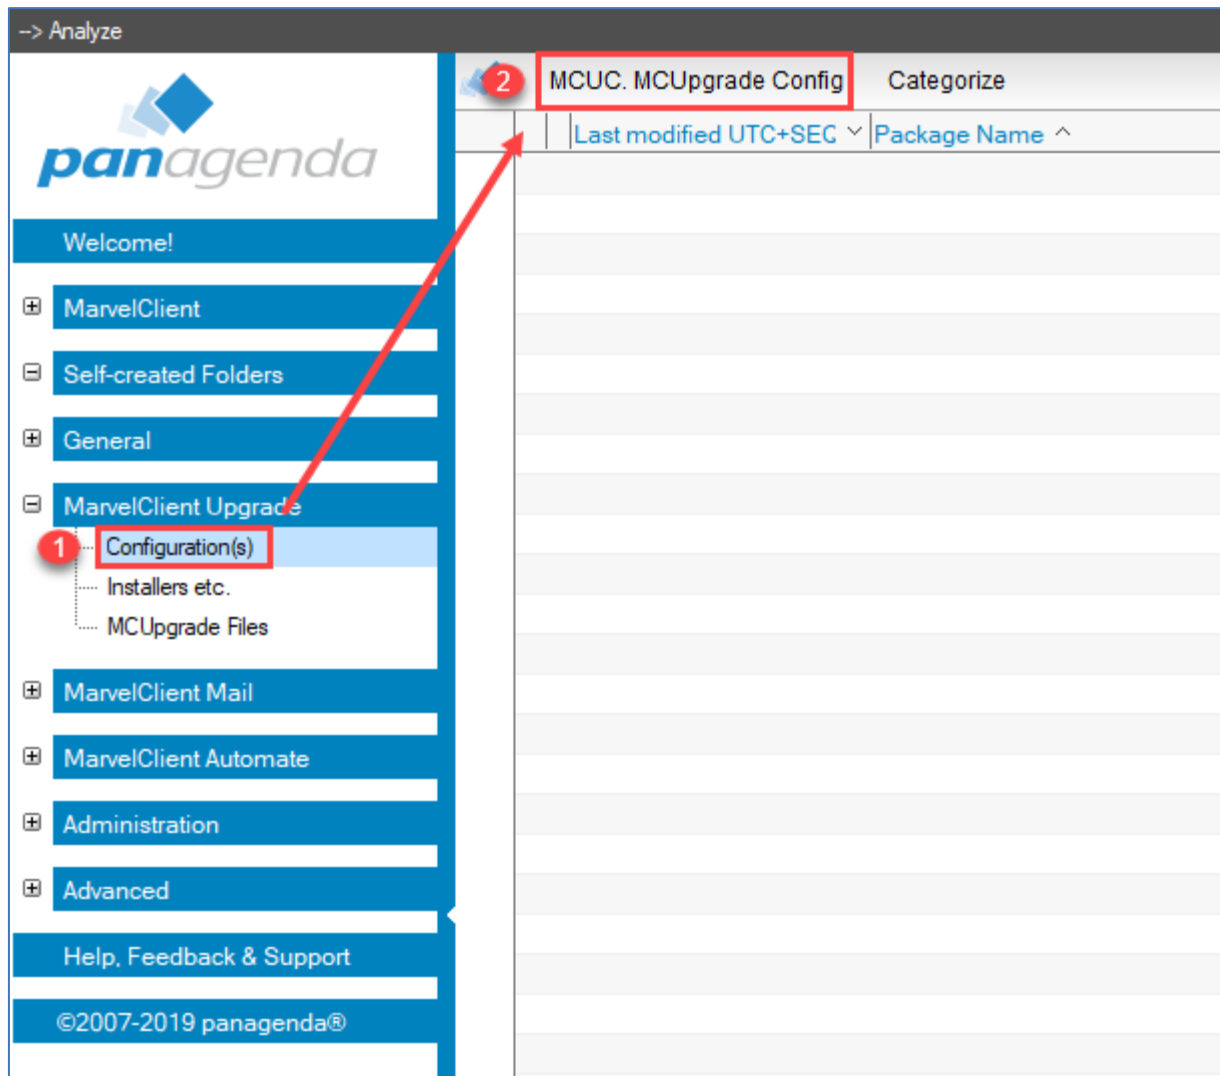 --> Analyze
panagenda
2 MCUC. MCUpgrade Config Categorize
Last modified UTC+SEC Package Name
Welcome!
MarvelClient
Self-created Folders
General
MarvelClient Upgrade
1 Configuration(s)
Installers etc.
MCUpgrade Files
MarvelClient Mail
MarvelClient Automate
Administration
Advanced
Help, Feedback & Support
©2007-2019 panagenda®